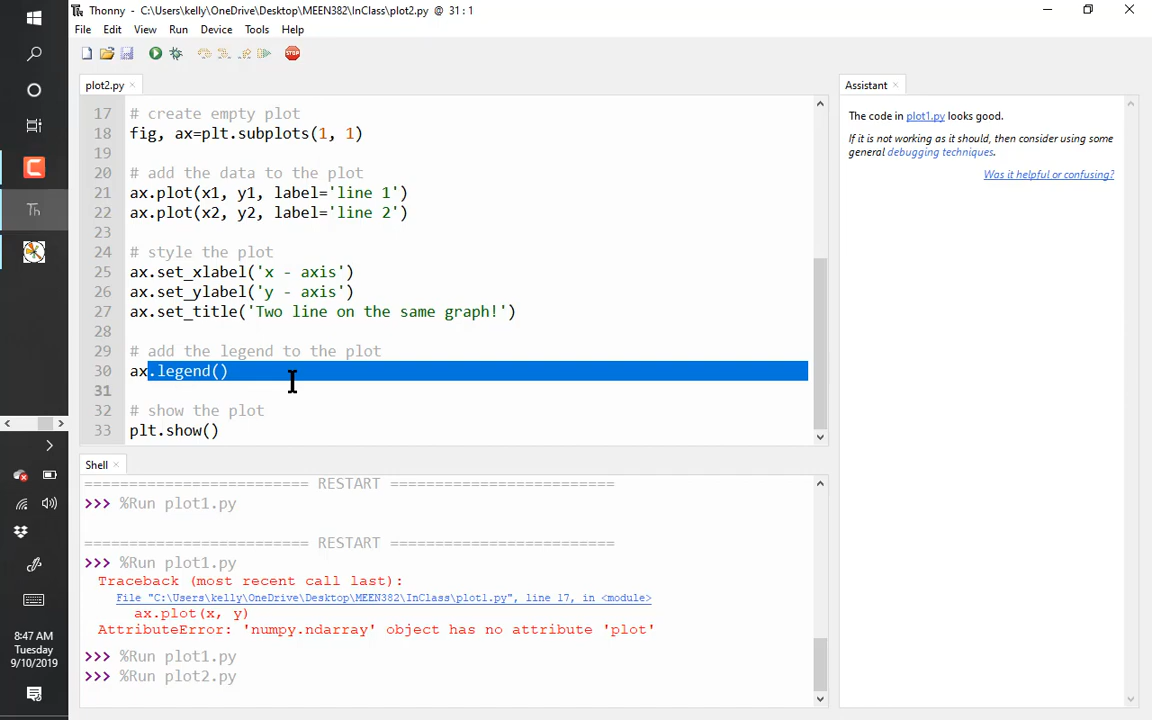 Thonny - C:\Users\kelly\OneDrive\Desktop\MEEN382\InClass\plot2.py @ 31 : 1
File Edit View Run Device Tools Help
STOP
plot2.py ×
17 # create empty plot
18 fig, ax=plt.subplots(1, 1)
19
20 # add the data to the plot
21 ax.plot(x1, y1, label='line 1')
22 ax.plot(x2, y2, label='line 2')
23
24 # style the plot
25 ax.set_xlabel('x - axis')
26 ax.set_ylabel('y - axis')
27 ax.set_title('Two line on the same graph!')
28
29 # add the legend to the plot
30 ax.legend()
31
32 # show the plot
33 plt.show()
Shell ×
========================= RESTART =========================
>>> %Run plot1.py
========================= RESTART =========================
>>> %Run plot1.py
Traceback (most recent call last):
File "C:\Users\kelly\OneDrive\Desktop\MEEN382\InClass\plot1.py", line 17, in <module>
ax.plot(x, y)
AttributeError: 'numpy.ndarray' object has no attribute 'plot'
>>> %Run plot1.py
>>> %Run plot2.py
Assistant ×
The code in plot1.py looks good.
If it is not working as it should, then consider using some
general debugging techniques.
Was it helpful or confusing?
Th
8:47 AM
Tuesday
9/10/2019